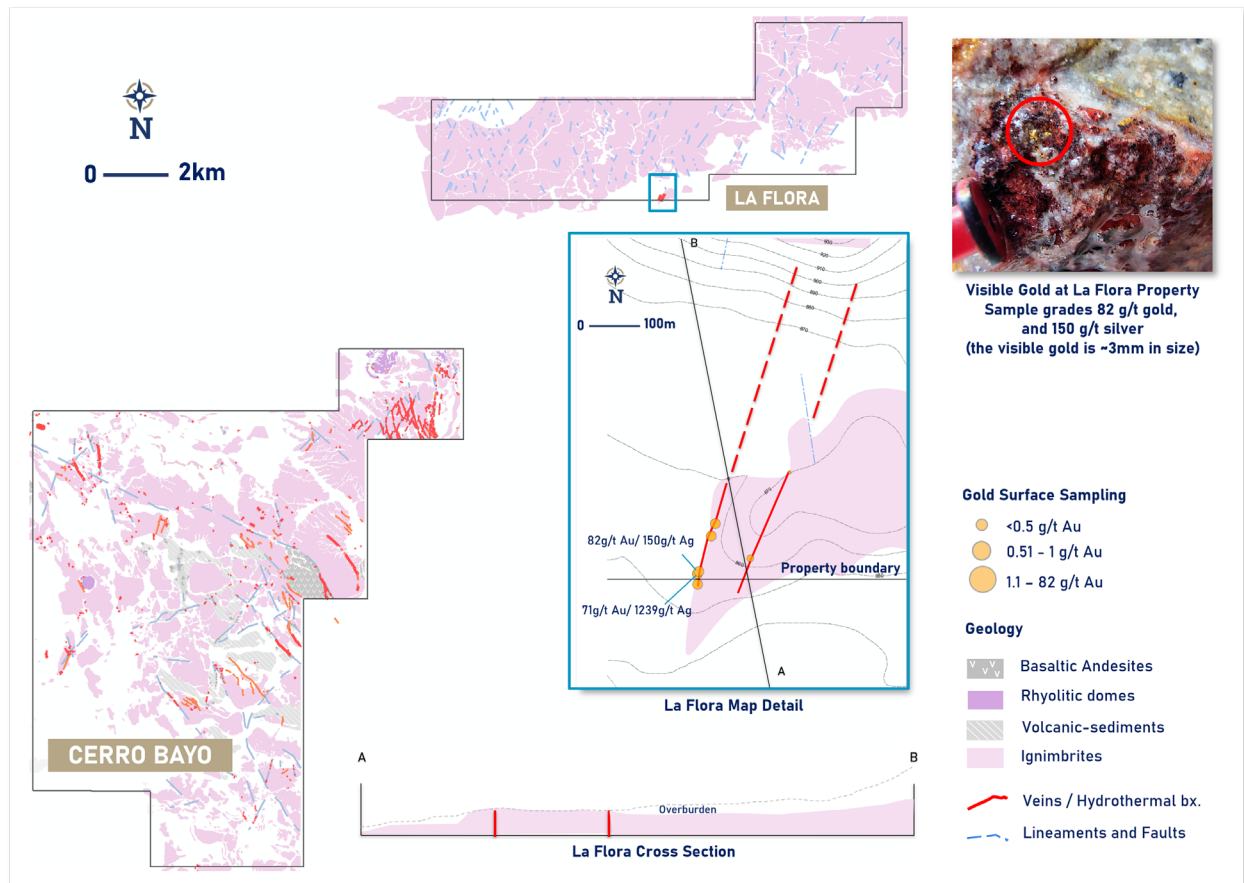 N
0 2km
LA FLORA
Visible Gold at La Flora Property
Sample grades 82 g/t gold,
and 150 g/t silver
(the visible gold is ~3mm in size)
B
N
0 100m
870
82g/t Au/ 150g/t Ag
Property boundary
71g/t Au/ 1239g/t Ag
A
La Flora Map Detail
Gold Surface Sampling
<0.5 g/t Au
0.51 - 1 g/t Au
1.1 – 82 g/t Au
Geology
Basaltic Andesites
Rhyolitic domes
Volcanic-sediments
Ignimbrites
Veins / Hydrothermal bx.
Lineaments and Faults
CERRO BAYO
A B
Overburden
La Flora Cross Section